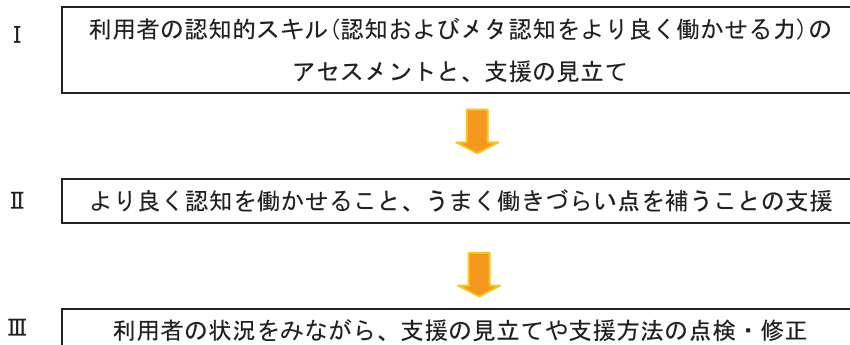 Ⅰ
利用者の認知的スキル(認知およびメタ認知をより良く働かせる力)の
アセスメントと、支援の見立て
Ⅱ
より良く認知を働かせること、うまく働きづらい点を補うことの支援
Ⅲ
利用者の状況をみながら、支援の見立てや支援方法の点検・修正